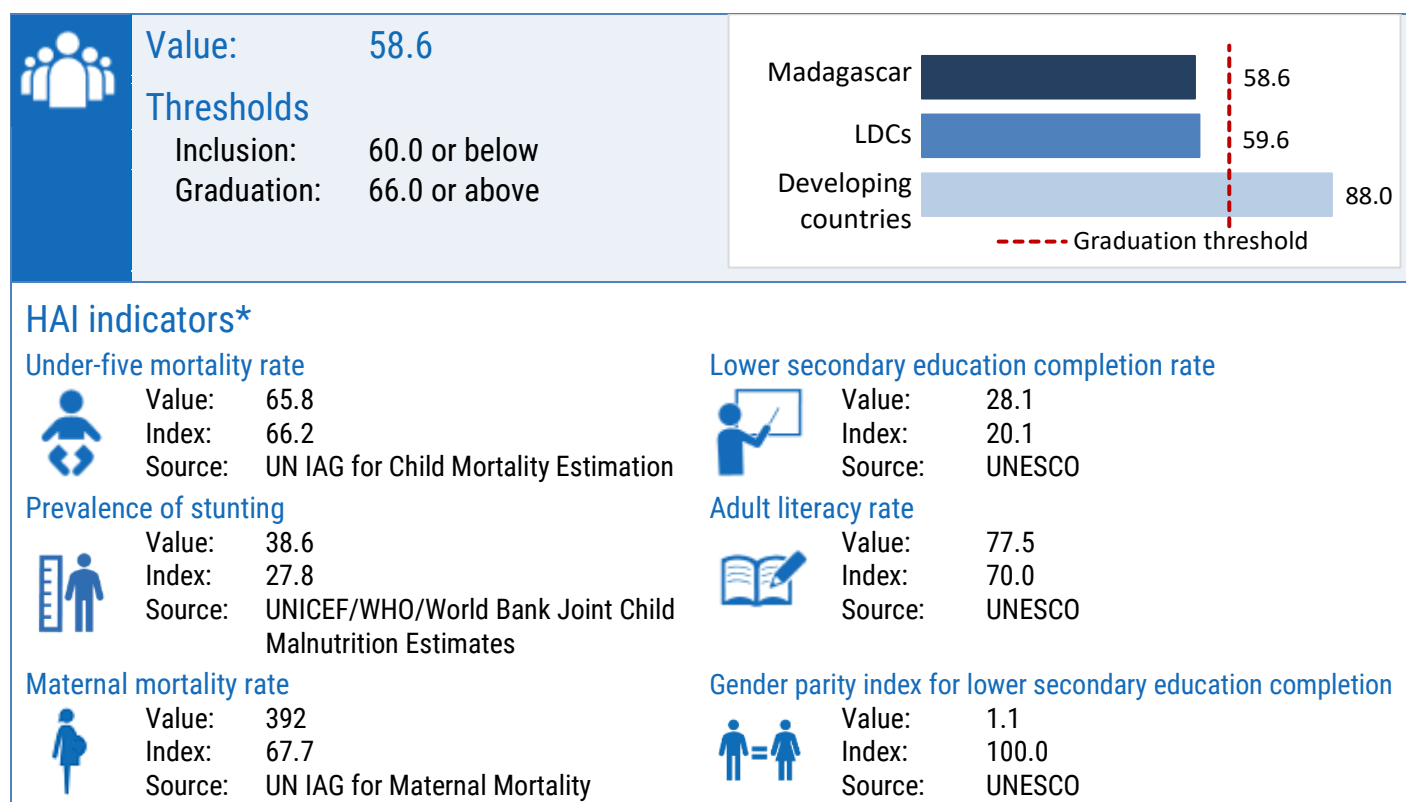 Value: 58.6
Thresholds
Inclusion: 60.0 or below
Graduation: 66.0 or above
Madagascar 58.6
LDCs 59.6
Developing
countries 88.0
Graduation threshold
HAI indicators*
Under-five mortality rate
Value: 65.8
Index: 66.2
Source: UN IAG for Child Mortality Estimation
Prevalence of stunting
Value: 38.6
Index: 27.8
Source: UNICEF/WHO/World Bank Joint Child
Malnutrition Estimates
Maternal mortality rate
Value: 392
Index: 67.7
Source: UN IAG for Maternal Mortality
Lower secondary education completion rate
Value: 28.1
Index: 20.1
Source: UNESCO
Adult literacy rate
Value: 77.5
Index: 70.0
Source: UNESCO
Gender parity index for lower secondary education completion
Value: 1.1
Index: 100.0
Source: UNESCO